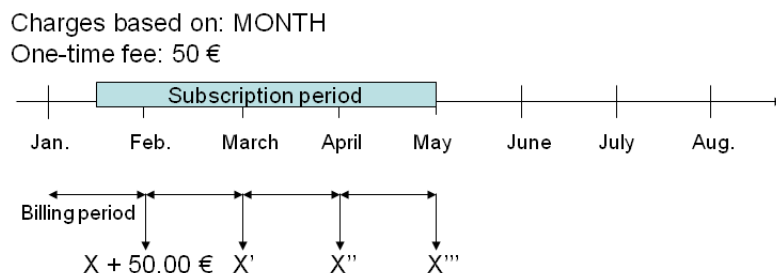 Charges based on: MONTH
One-time fee: 50 €
Subscription period
Jan. Feb. March April May June July Aug.
Billing period
X + 50.00 € X' X'' X'''